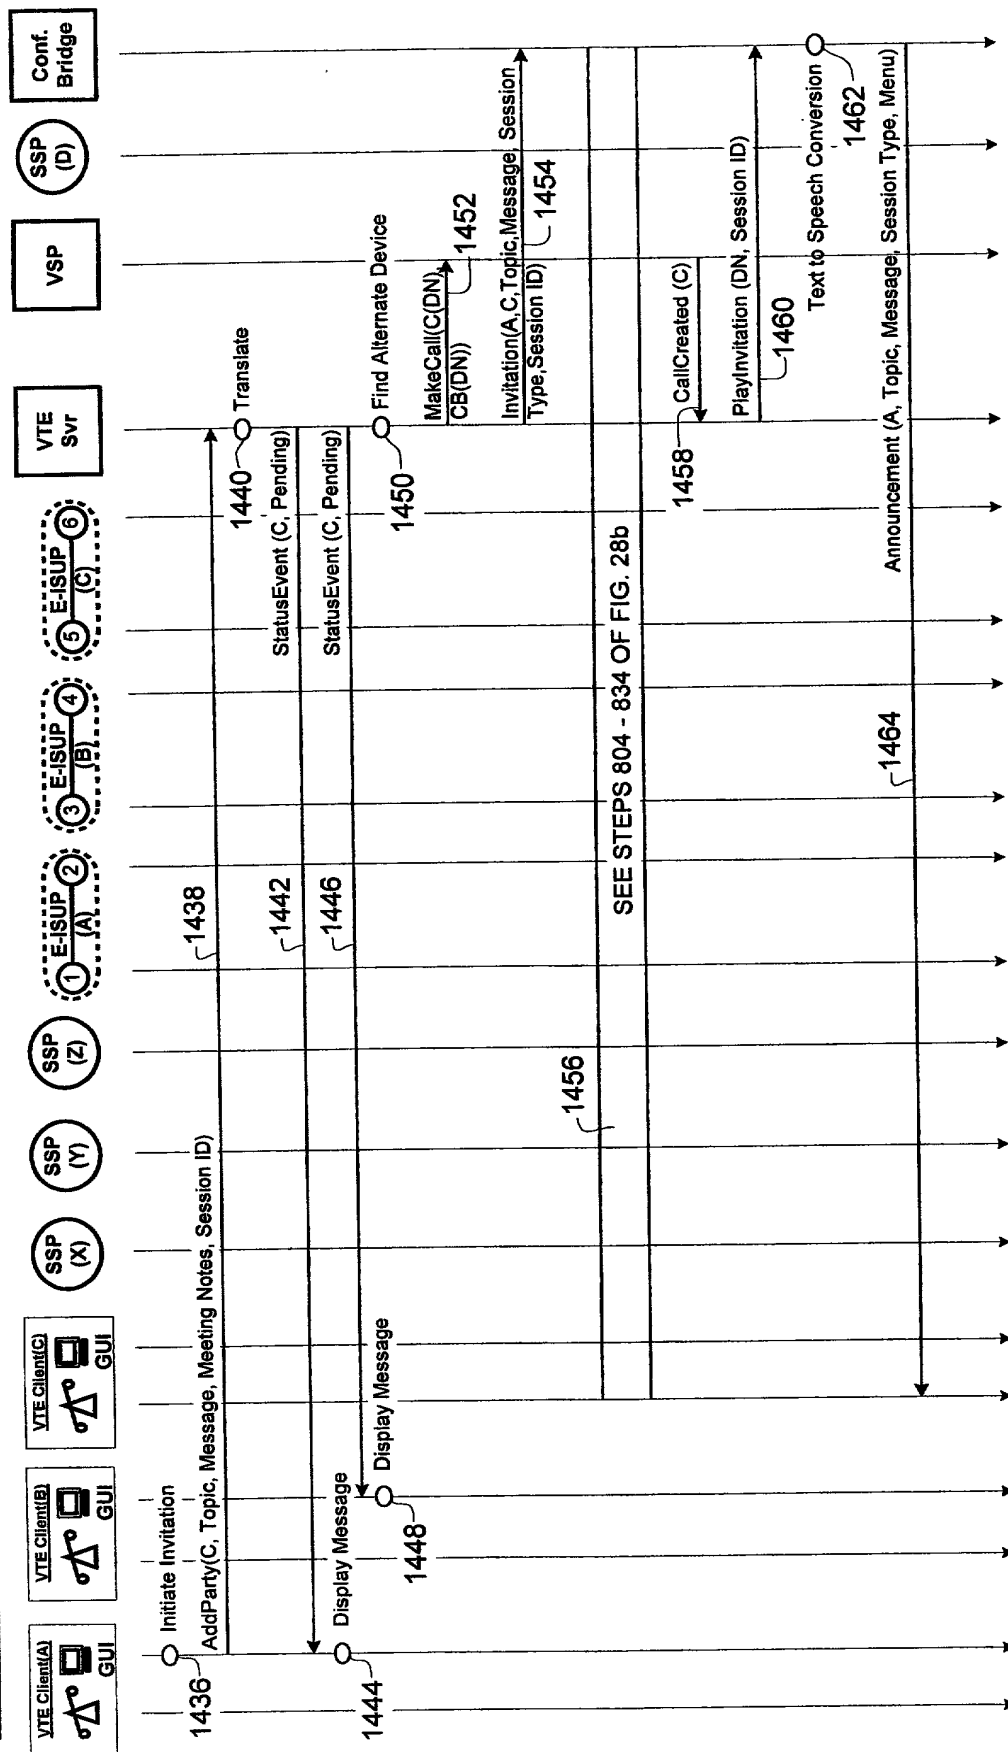 VTE Client(A)
GUI
VTE Client(B)
GUI
VTE Client(C)
GUI
SSP
(X)
SSP
(Y)
SSP
(Z)
1
E-ISUP
(A)
2
3
E-ISUP
(B)
4
5
E-ISUP
(C)
6
VTE
Svr
VSP
SSP
(D)
Conf.
Bridge
Initiate Invitation
1436
AddParty(C, Topic, Message, Meeting Notes, Session ID)
1438
Translate
1440
StatusEvent (C, Pending)
1442
Display Message
1444
StatusEvent (C, Pending)
1446
Display Message
1448
Find Alternate Device
1450
MakeCall(C(DN),
CB(DN))
1452
Invitation(A,C,Topic,Message, Session
Type,Session ID)
1454
1456
SEE STEPS 804 - 834 OF FIG. 28b
CallCreated (C)
1458
PlayInvitation (DN, Session ID)
1460
Text to Speech Conversion
1462
Announcement (A, Topic, Message, Session Type, Menu)
1464